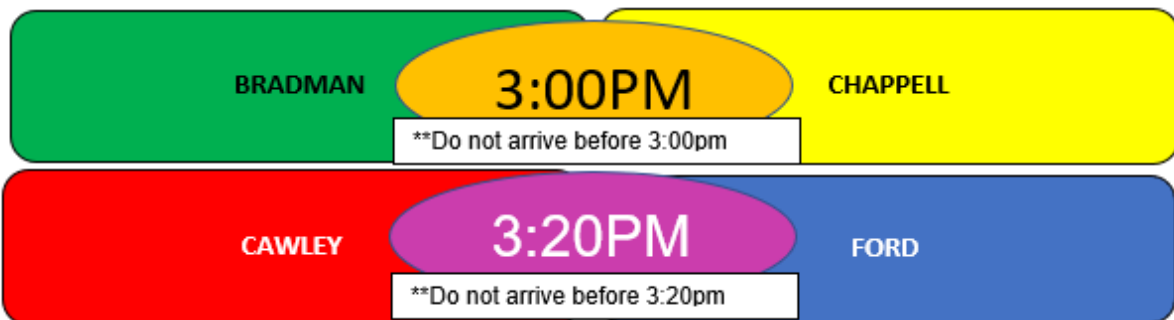 BRADMAN 3:00PM CHAPPELL
**Do not arrive before 3:00pm
CAWLEY 3:20PM FORD
**Do not arrive before 3:20pm